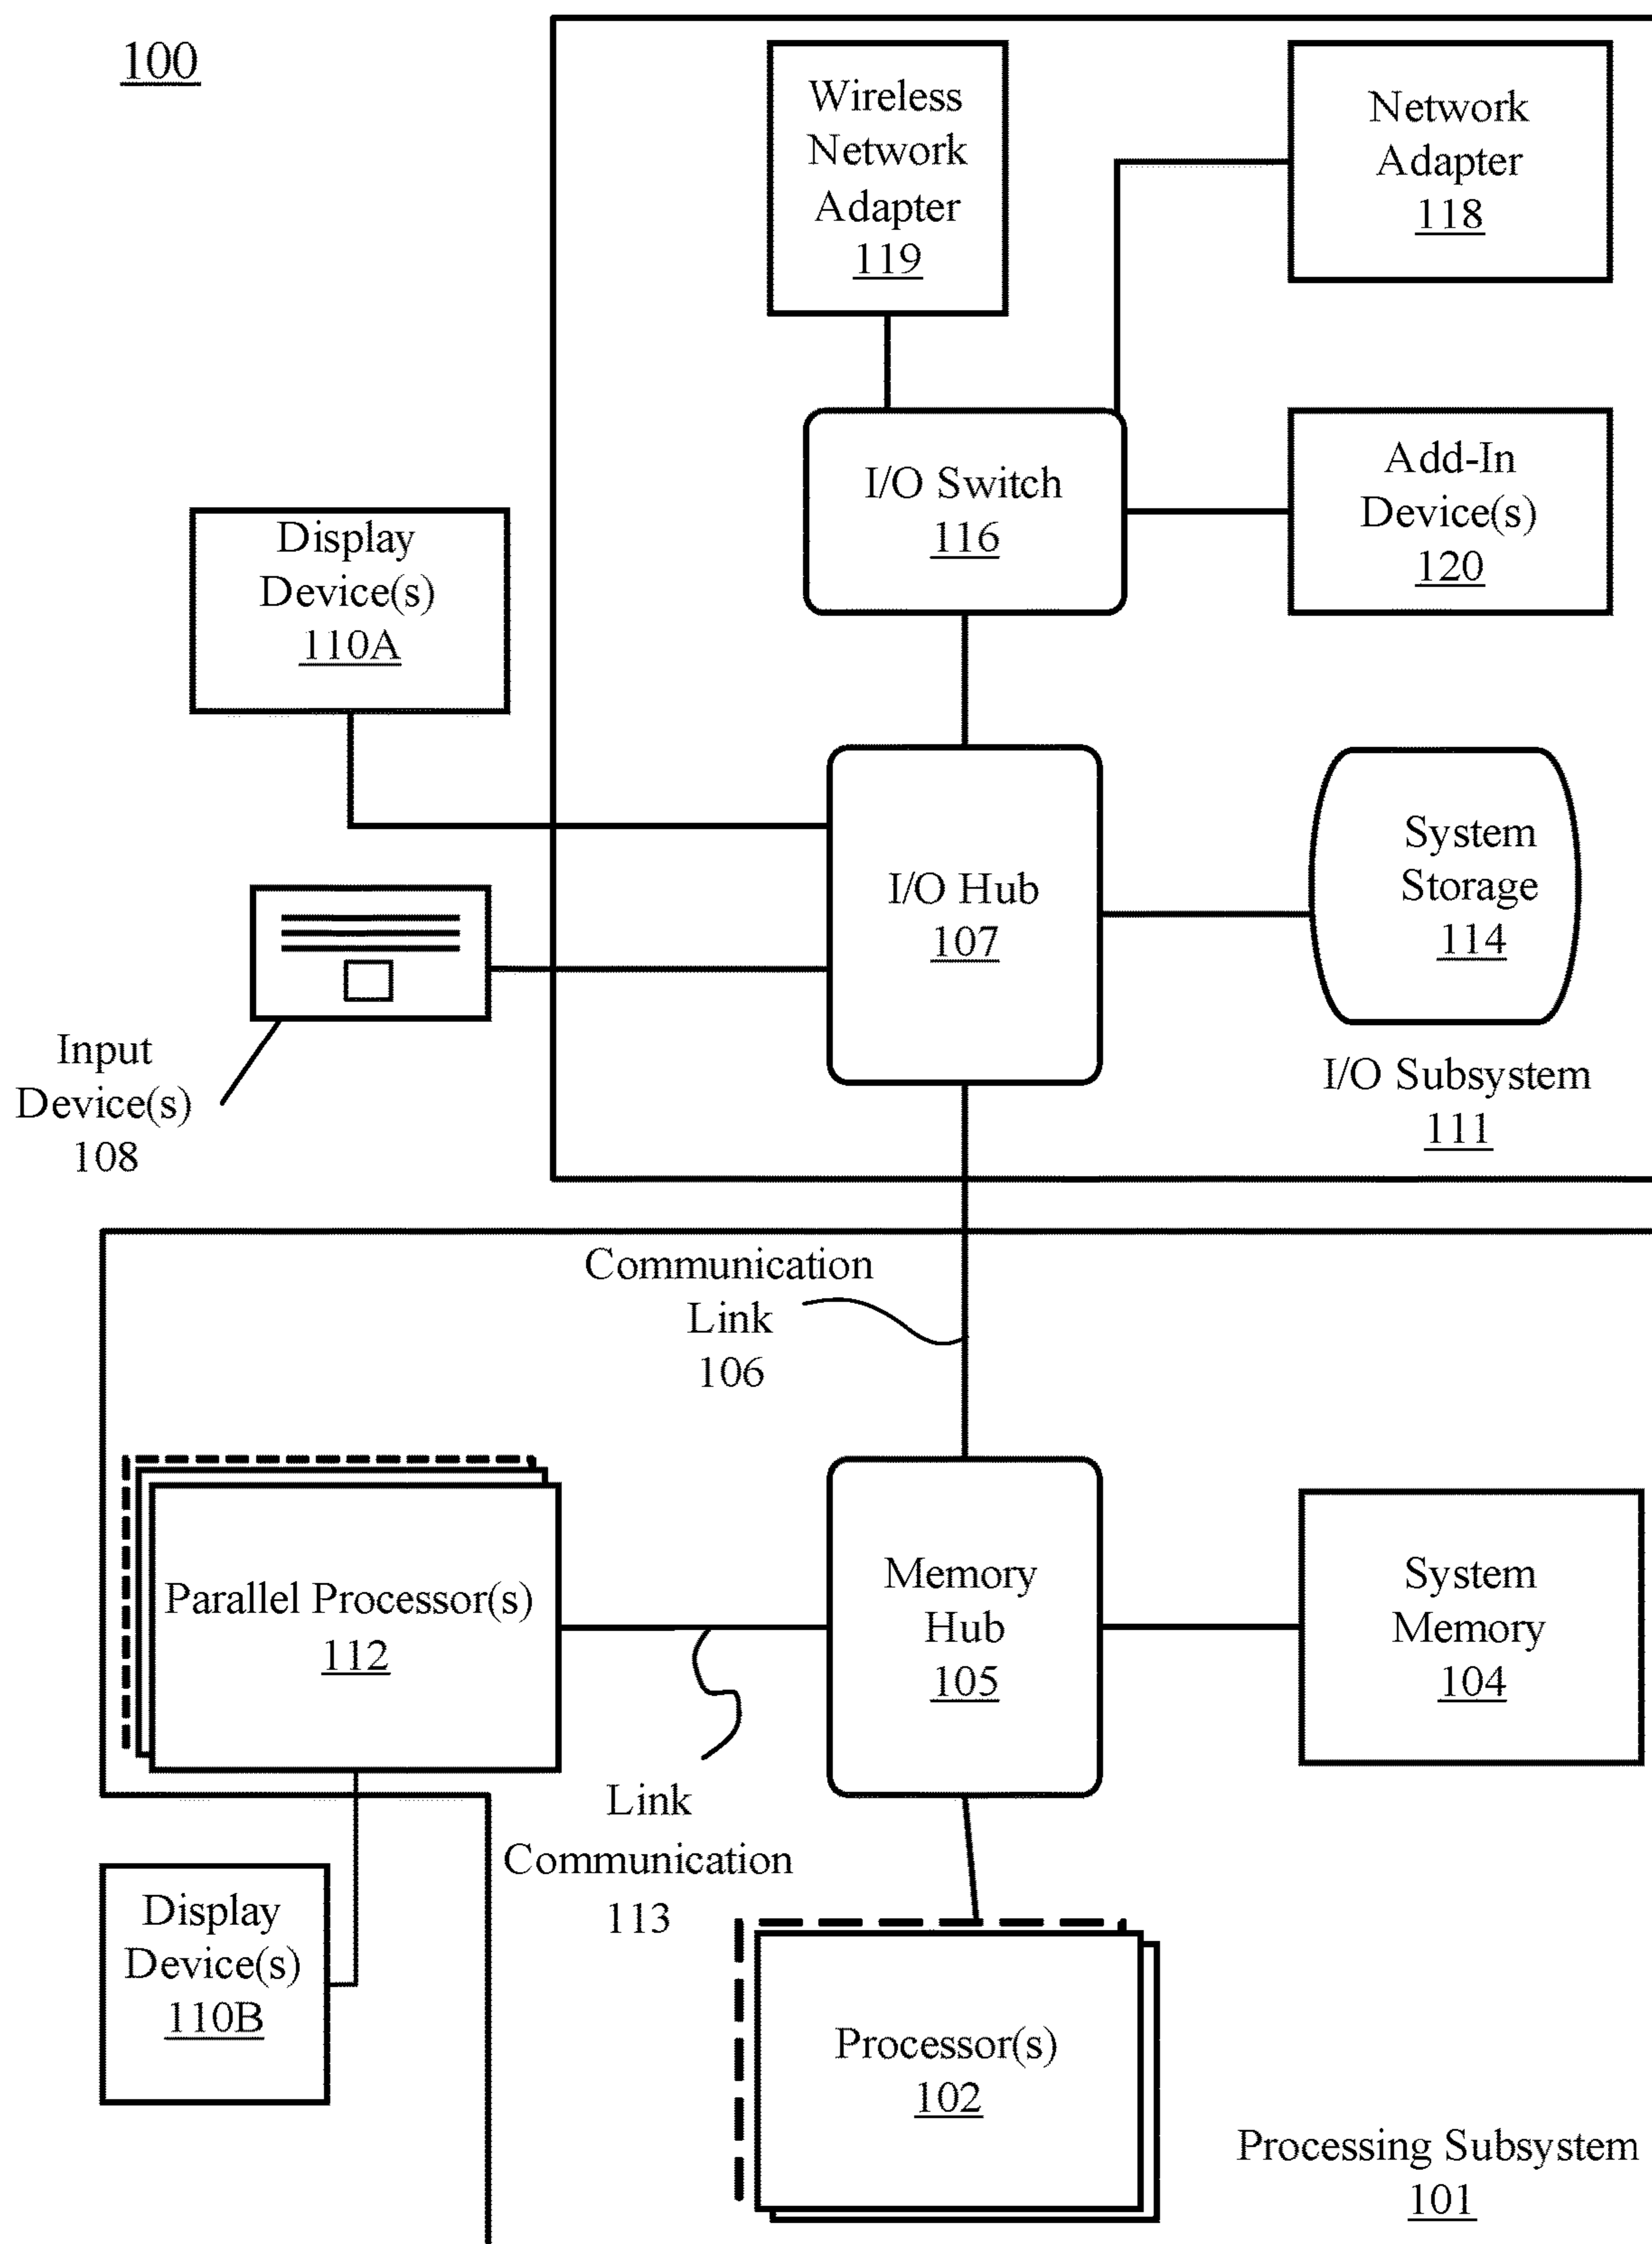 100
Wireless
Network
Adapter
119
Network
Adapter
118
I/O Switch
116
Add-In
Device(s)
120
Display
Device(s)
110A
I/O Hub
107
System
Storage
114
Input
Device(s)
108
I/O Subsystem
111
Communication
Link
106
Parallel Processor(s)
112
Memory
Hub
105
System
Memory
104
Link
Communication
113
Display
Device(s)
110B
Processor(s)
102
Processing Subsystem
101